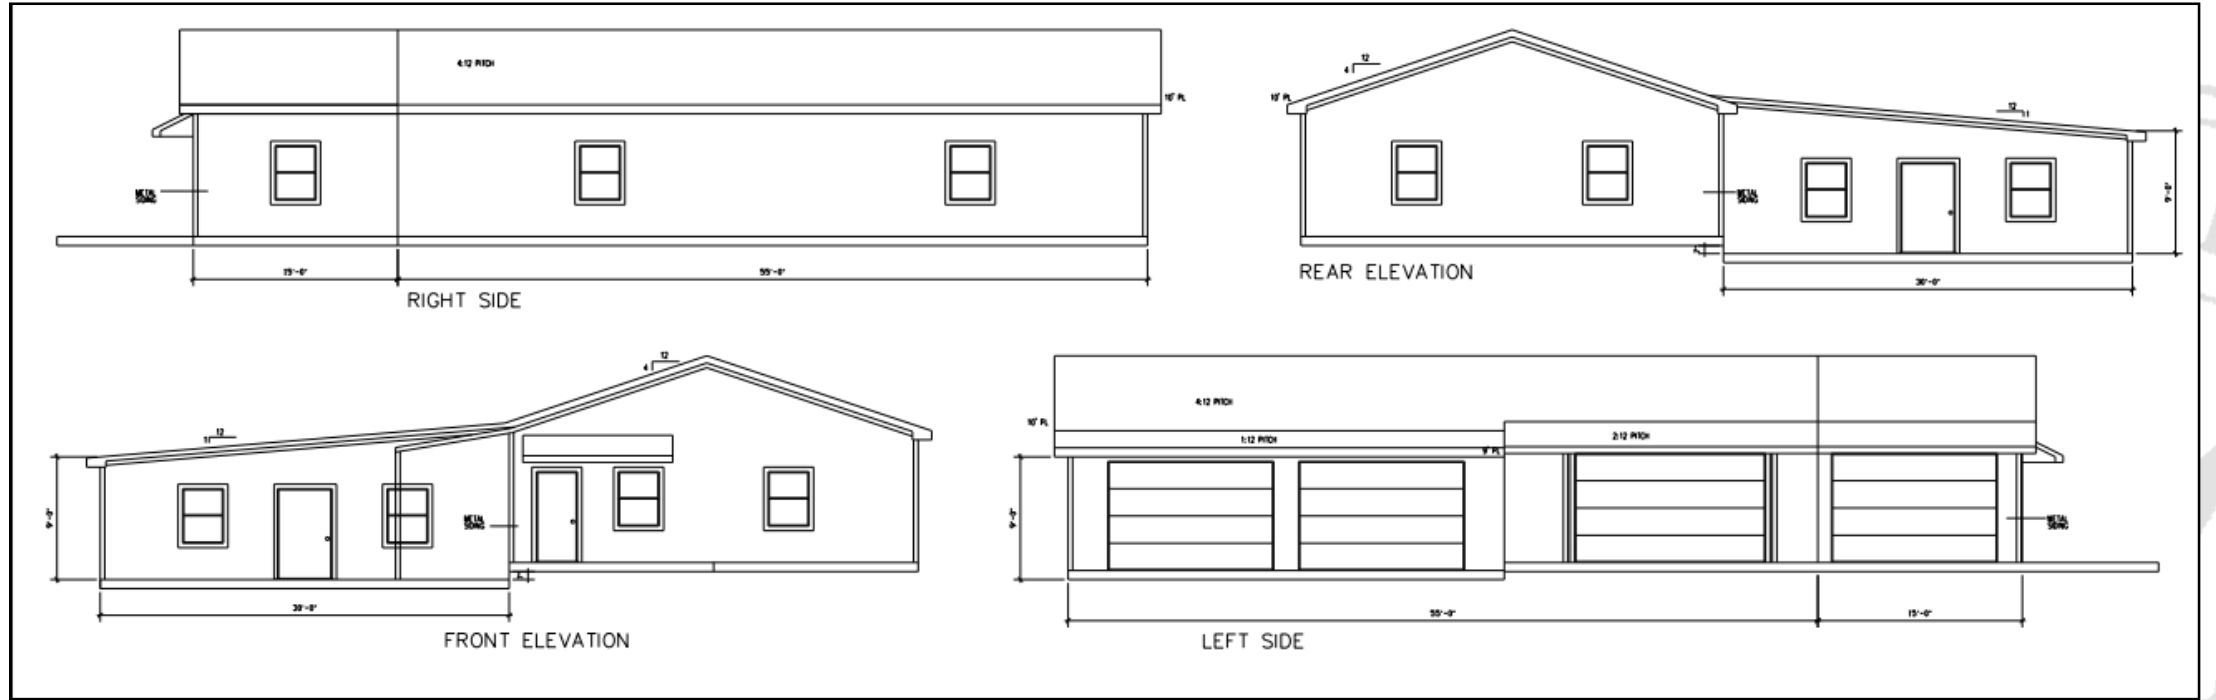 4:12 PITCH
10' PL
METAL
SIDING
15'-0"
55'-0"
RIGHT SIDE
12
4
10' PL
12
1
METAL
SIDING
9'-0"
30'-0"
REAR ELEVATION
12
4
12
1
9'-0"
METAL
SIDING
30'-0"
FRONT ELEVATION
4:12 PITCH
10' PL
1:12 PITCH
9' PL
2:12 PITCH
9'-0"
METAL
SIDING
55'-0"
15'-0"
LEFT SIDE